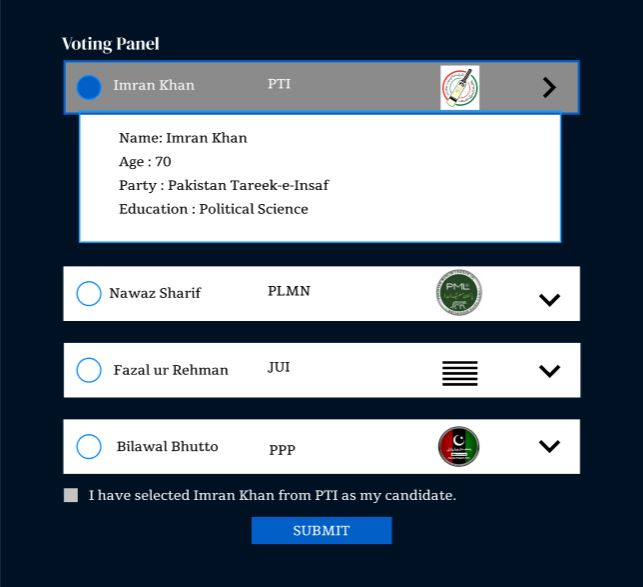 Voting Panel
Imran Khan PTI
Name: Imran Khan
Age : 70
Party : Pakistan Tareek-e-Insaf
Education : Political Science
Nawaz Sharif PLMN
PML
Fazal ur Rehman JUI
Bilawal Bhutto PPP
I have selected Imran Khan from PTI as my candidate.
SUBMIT